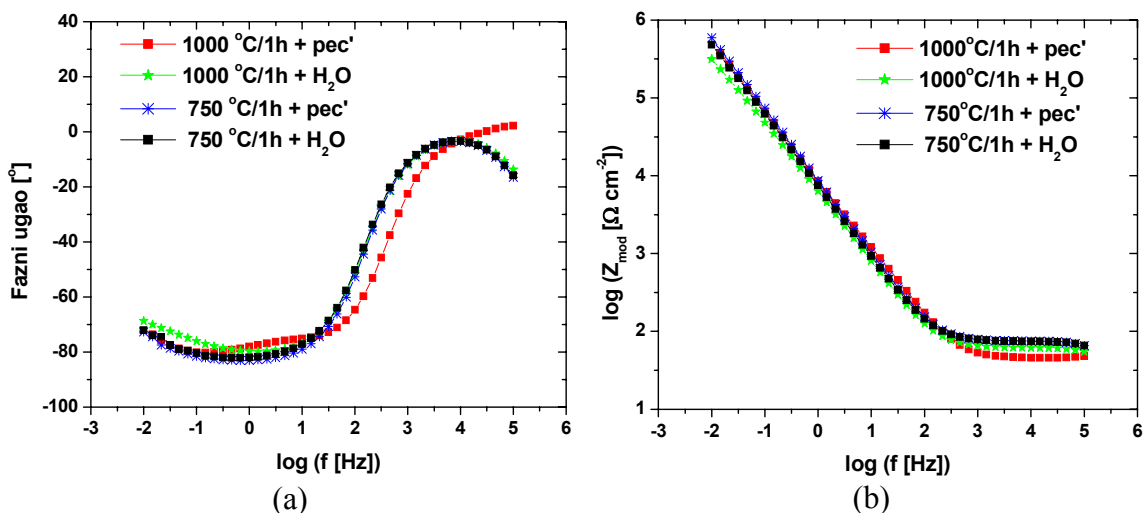 40
20
0
-20
-40
-60
-80
-100
Fazni ugao [°]
-3 -2 -1 0 1 2 3 4 5 6
log (f [Hz])
1000 °C/1h + pec'
1000 °C/1h + H₂O
750 °C/1h + pec'
750 °C/1h + H₂O
(a)
6
5
4
3
2
1
log (Z_mod [Ω cm⁻²])
-3 -2 -1 0 1 2 3 4 5 6
log (f [Hz])
1000°C/1h + pec'
1000°C/1h + H₂O
750°C/1h + pec'
750°C/1h + H₂O
(b)